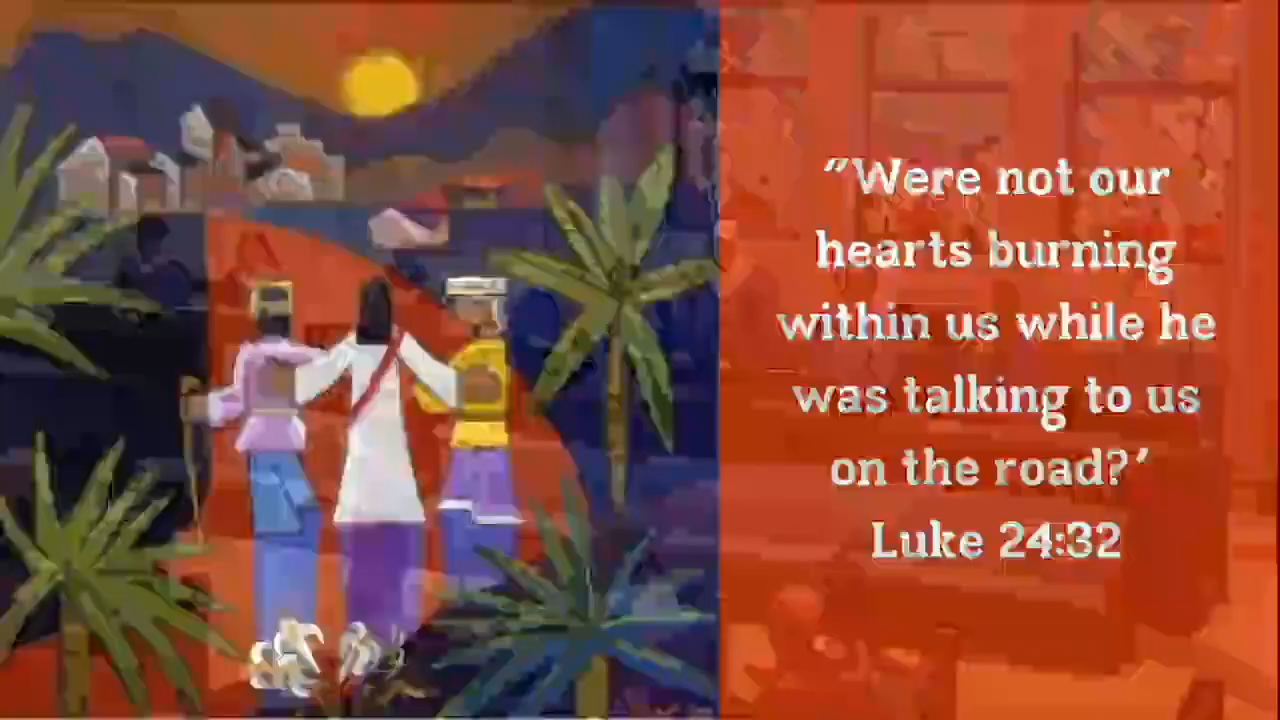 "Were not our
hearts burning
within us while he
was talking to us
on the road?'
Luke 24:32